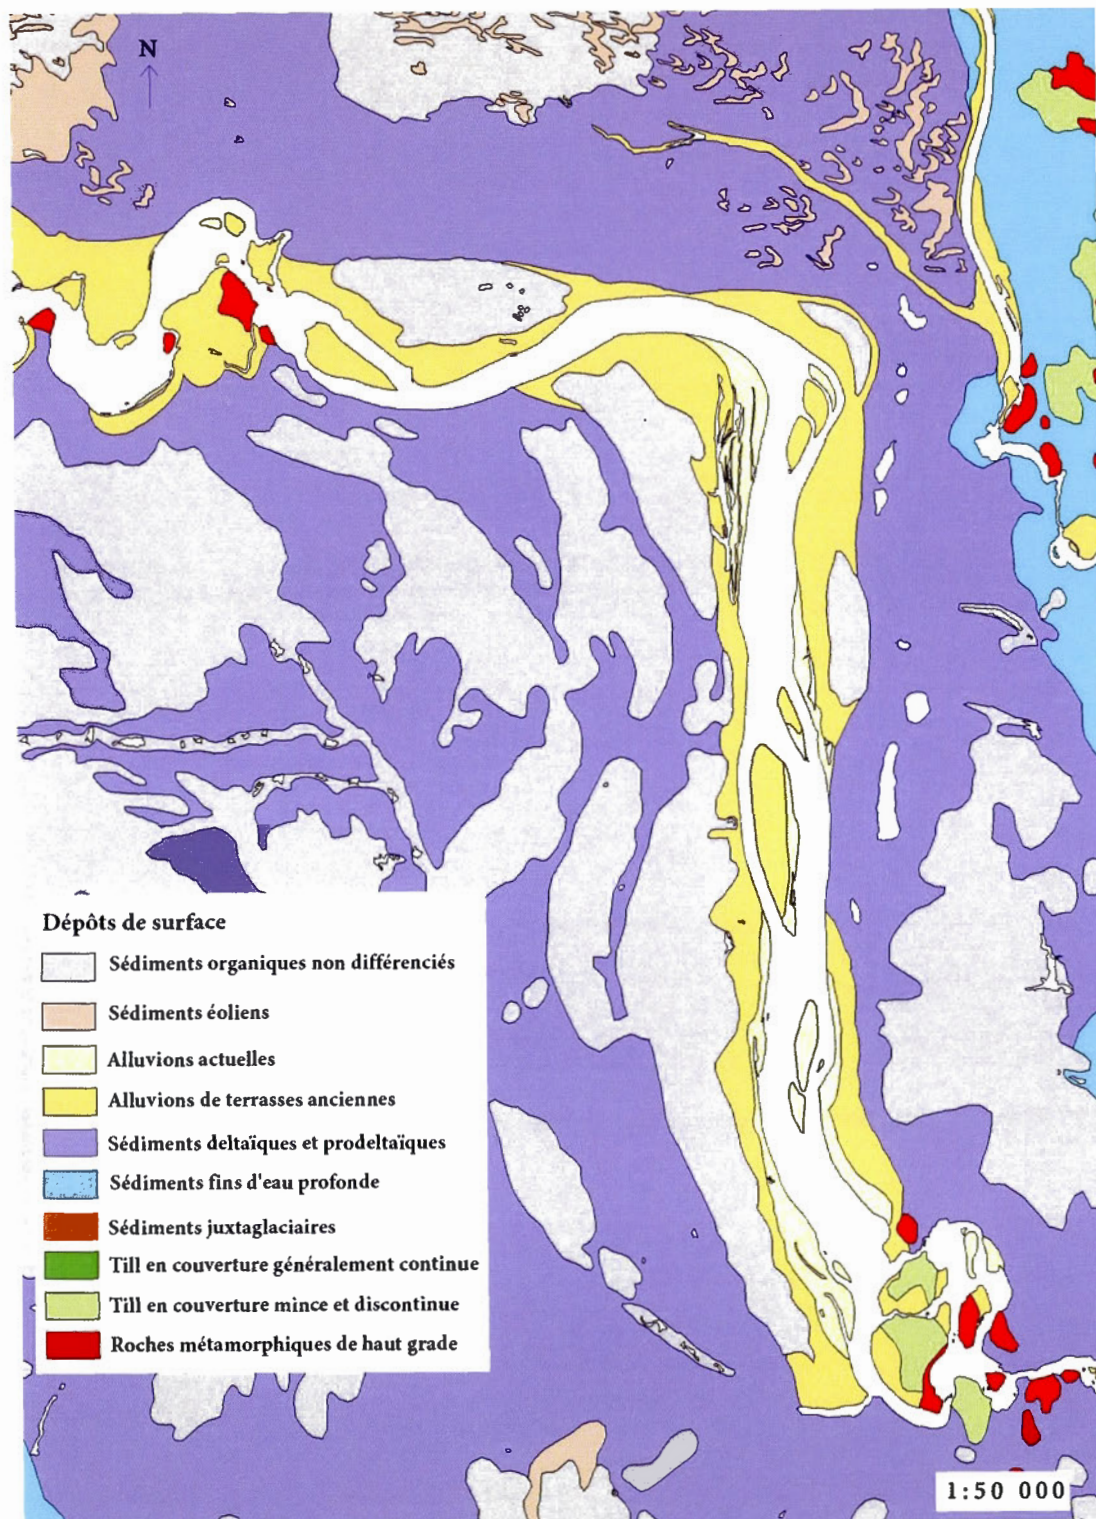 N
Dépôts de surface
Sédiments organiques non différenciés
Sédiments éoliens
Alluvions actuelles
Alluvions de terrasses anciennes
Sédiments deltaïques et prodeltaïques
Sédiments fins d'eau profonde
Sédiments juxtaglaciaires
Till en couverture généralement continue
Till en couverture mince et discontinue
Roches métamorphiques de haut grade
1:50 000